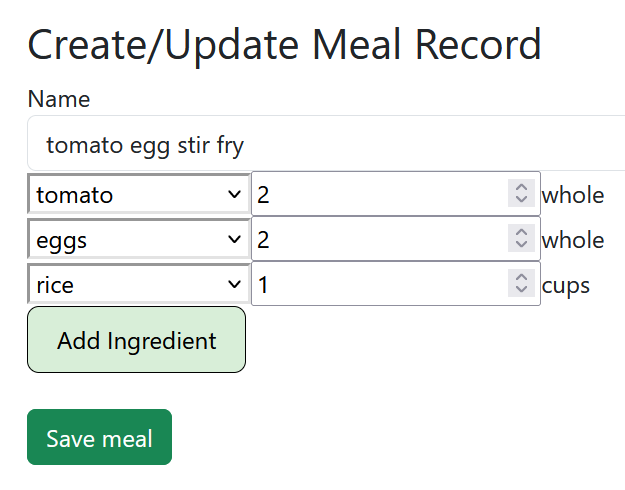 Create/Update Meal Record
Name
tomato egg stir fry
tomato 2 whole
eggs 2 whole
rice 1 cups
Add Ingredient
Save meal